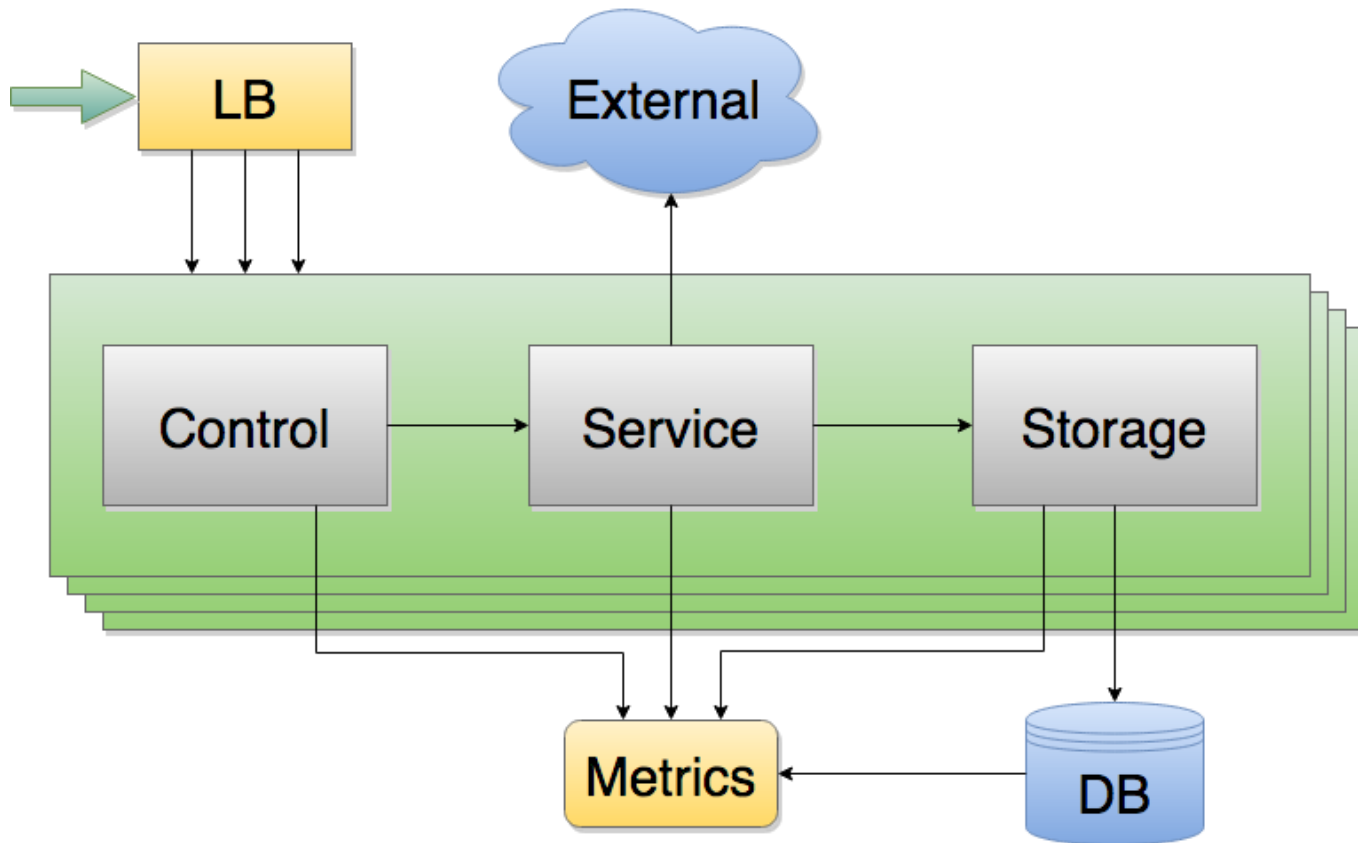 LB
External
Control
Service
Storage
Metrics
DB